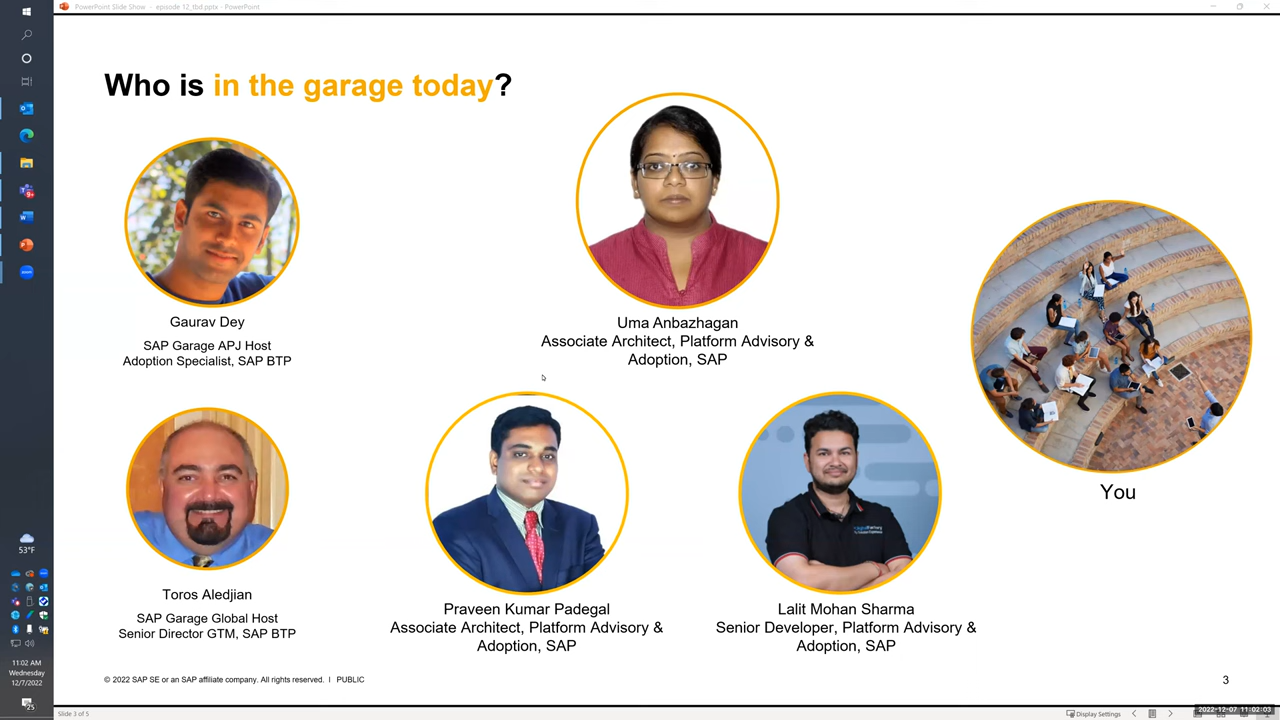 PowerPoint Slide Show - episode 12_tbd.pptx - PowerPoint
Who is in the garage today?
Gaurav Dey
SAP Garage APJ Host
Adoption Specialist, SAP BTP
Uma Anbazhagan
Associate Architect, Platform Advisory &
Adoption, SAP
You
Toros Aledjian
SAP Garage Global Host
Senior Director GTM, SAP BTP
Praveen Kumar Padegal
Associate Architect, Platform Advisory &
Adoption, SAP
Lalit Mohan Sharma
Senior Developer, Platform Advisory &
Adoption, SAP
© 2022 SAP SE or an SAP affiliate company. All rights reserved. I PUBLIC
3
53°F
11:02 AM
Wednesday
12/7/2022
25
Slide 3 of 5
Display Settings
2022-12-07 11:02:03